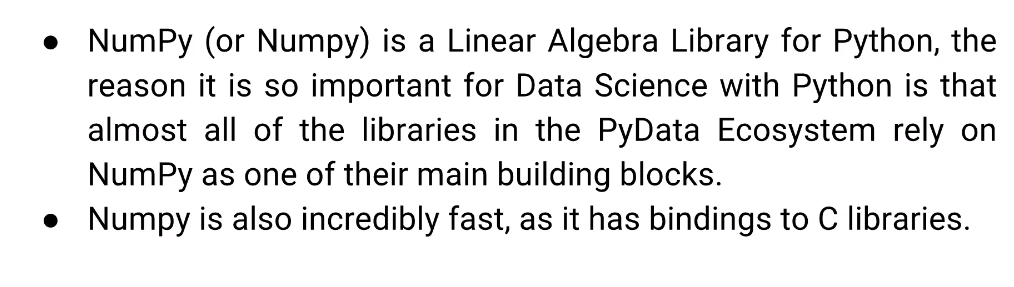 ● NumPy (or Numpy) is a Linear Algebra Library for Python, the
reason it is so important for Data Science with Python is that
almost all of the libraries in the PyData Ecosystem rely on
NumPy as one of their main building blocks.
● Numpy is also incredibly fast, as it has bindings to C libraries.